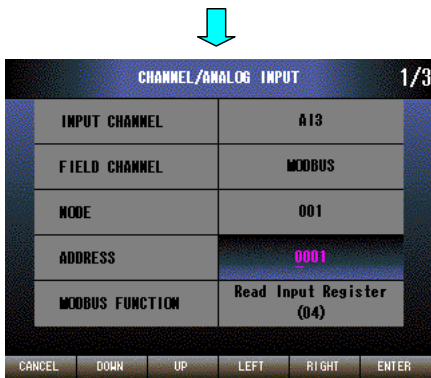 CHANNEL/ANALOG INPUT 1/3
INPUT CHANNEL AI3
FIELD CHANNEL MODBUS
NODE 001
ADDRESS 0001
MODBUS FUNCTION Read Input Register
(04)
CANCEL DOWN UP LEFT RIGHT ENTER